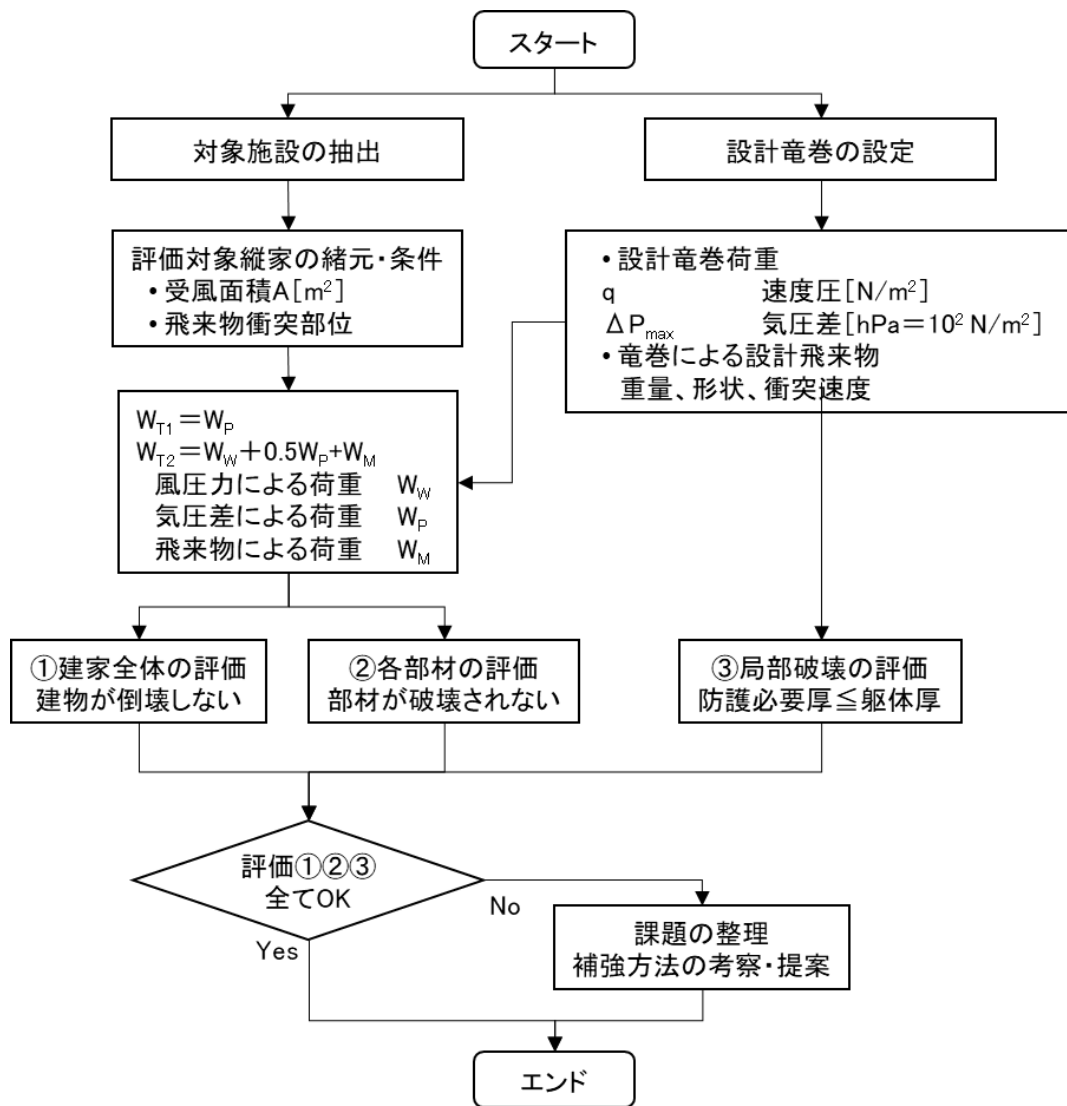 スタート
対象施設の抽出
設計竜巻の設定
評価対象縦家の緒元・条件
•受風面積A[m²]
•飛来物衝突部位
•設計竜巻荷重
q 速度圧[N/m²]
ΔPmax 気圧差[hPa=10² N/m²]
•竜巻による設計飛来物
重量、形状、衝突速度
WT1=WP
WT2=WW+0.5WP+WM
風圧力による荷重 WW
気圧差による荷重 WP
飛来物による荷重 WM
①建家全体の評価
建物が倒壊しない
②各部材の評価
部材が破壊されない
③局部破壊の評価
防護必要厚≦躯体厚
評価①②③
全てOK
No
Yes
課題の整理
補強方法の考察・提案
エンド